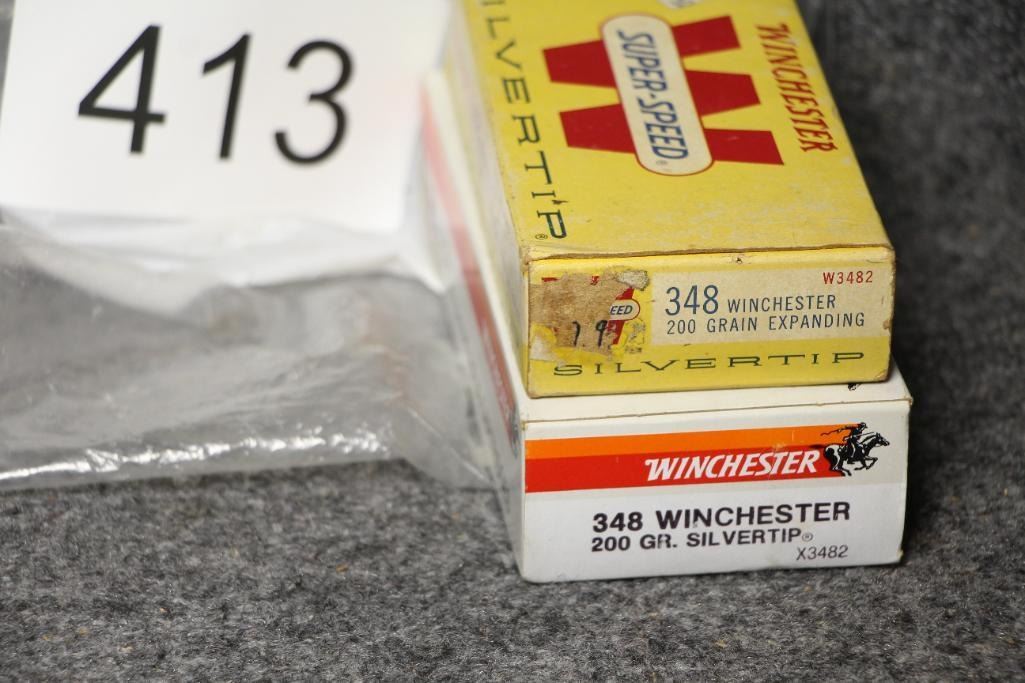 413
SILVERTIP®
SUPER-SPEED®
WINCHESTER
W3482
348 WINCHESTER
200 GRAIN EXPANDING
EED
SILVERTIP
WINCHESTER
348 WINCHESTER
200 GR. SILVERTIP®
X3482